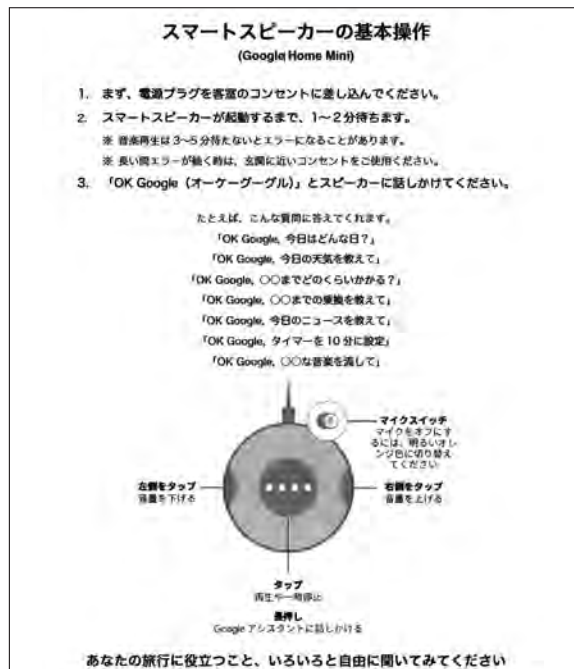 スマートスピーカーの基本操作
(Google Home Mini)
1. まず、電源プラグを客室のコンセントに差し込んでください。
2. スマートスピーカーが起動するまで、1〜2分待ちます。
※ 音楽再生は3〜5分待たないとエラーになることがあります。
※ 長い間エラーが続く時は、玄関に近いコンセントをご使用ください。
3. 「OK Google（オーケーグーグル）」とスピーカーに話しかけてください。
たとえば、こんな質問に答えてくれます。
「OK Google, 今日はどんな日？」
「OK Google, 今日の天気を教えて」
「OK Google, 〇〇までどのくらいかかる？」
「OK Google, 〇〇までの乗換を教えて」
「OK Google, 今日のニュースを教えて」
「OK Google, タイマーを10分に設定」
「OK Google, 〇〇な音楽を流して」
マイクスイッチ
マイクをオフにす
るには、明るいオレ
ンジ色に切り替え
てください
左側をタップ
音量を下げる
右側をタップ
音量を上げる
タップ
再生や一時停止
長押し
Google アシスタントに話しかける
あなたの旅行に役立つこと、いろいろと自由に聞いてみてください